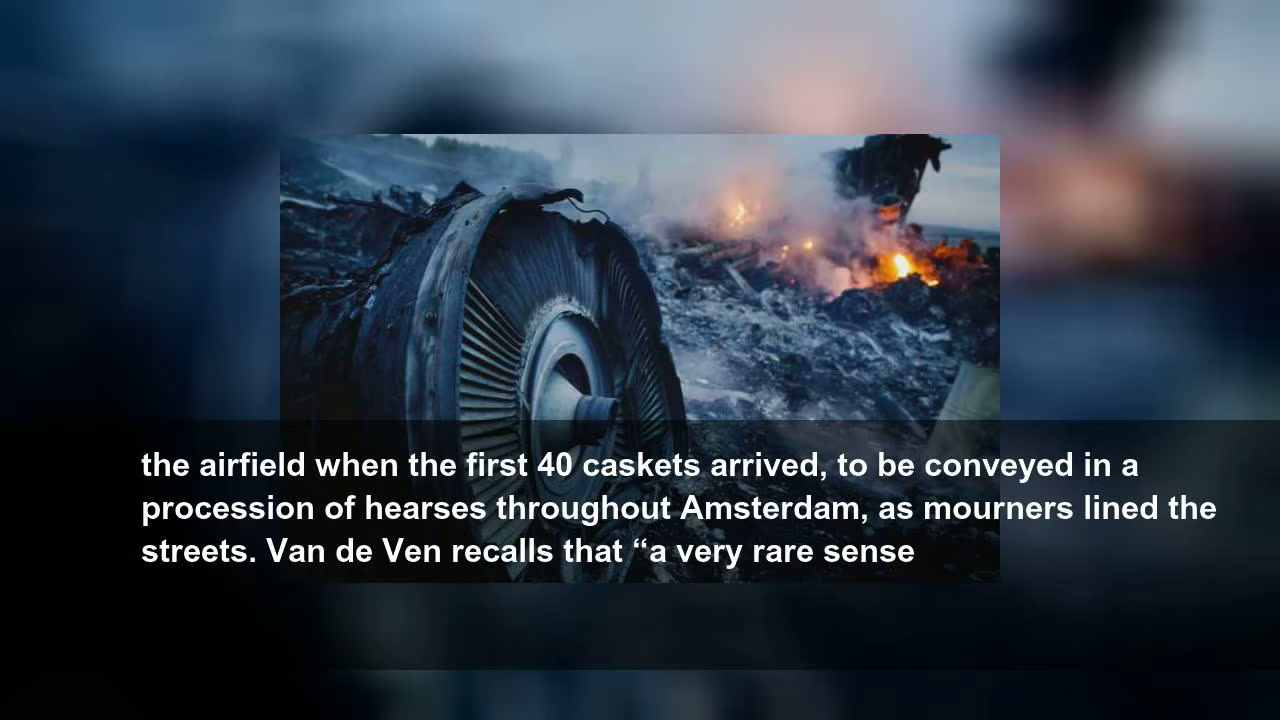 the airfield when the first 40 caskets arrived, to be conveyed in a
procession of hearses throughout Amsterdam, as mourners lined the
streets. Van de Ven recalls that “a very rare sense